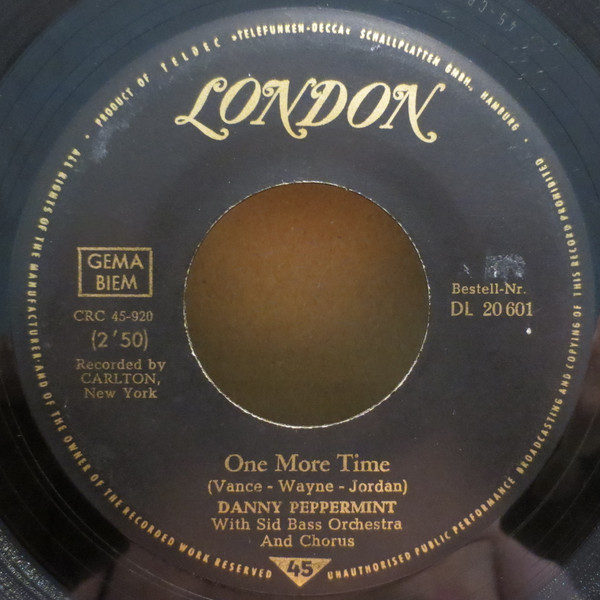 PRODUCT OF TELDEC »TELEFUNKEN-DECCA« SCHALLPLATTEN GMBH., HAMBURG
LONDON
GEMA
BIEM
CRC 45-920
(2'50)
Recorded by
CARLTON,
New York
Bestell-Nr.
DL 20 601
One More Time
(Vance - Wayne - Jordan)
DANNY PEPPERMINT
With Sid Bass Orchestra
And Chorus
45
ALL RIGHTS OF THE MANUFACTURER AND OF THE OWNER OF THE RECORDED WORK RESERVED
UNAUTHORISED PUBLIC PERFORMANCE BROADCASTING AND COPYING OF THIS RECORD PROHIBITED